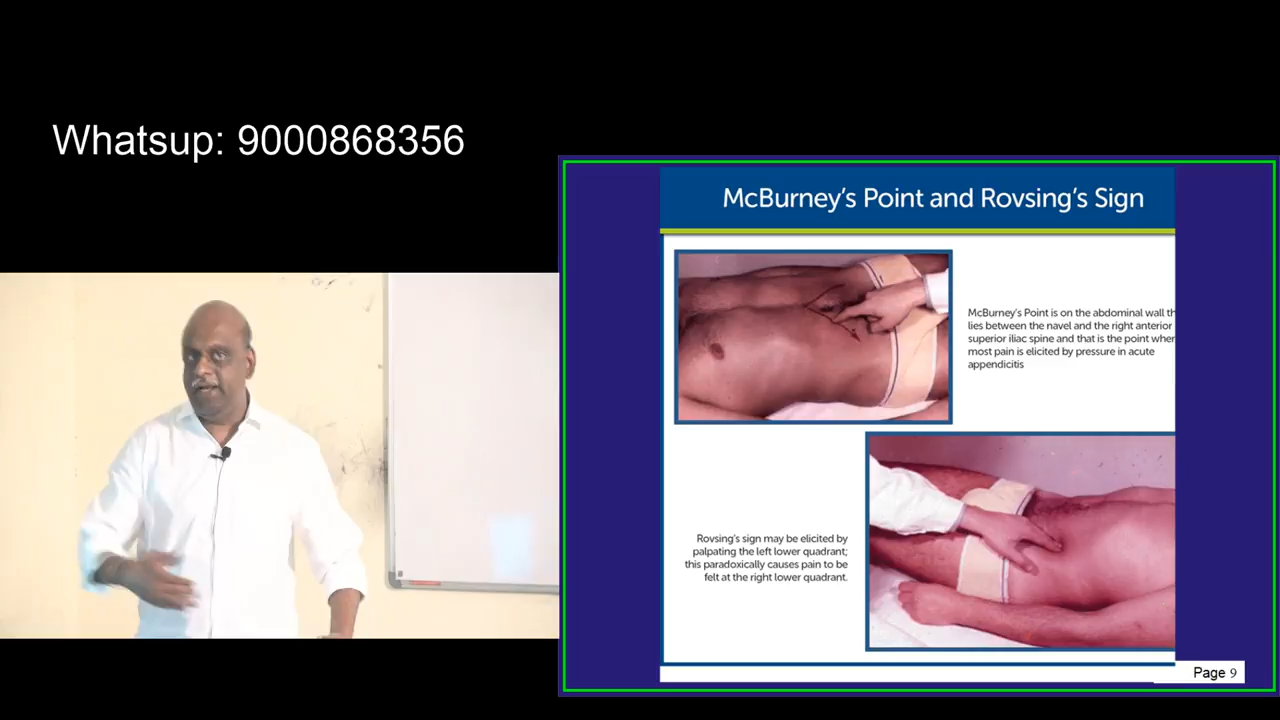 Whatsup: 9000868356
McBurney's Point and Rovsing's Sign
McBurney's Point is on the abdominal wall th
lies between the navel and the right anterior
superior iliac spine and that is the point wher
most pain is elicited by pressure in acute
appendicitis
Rovsing's sign may be elicited by
palpating the left lower quadrant;
this paradoxically causes pain to be
felt at the right lower quadrant.
Page 9